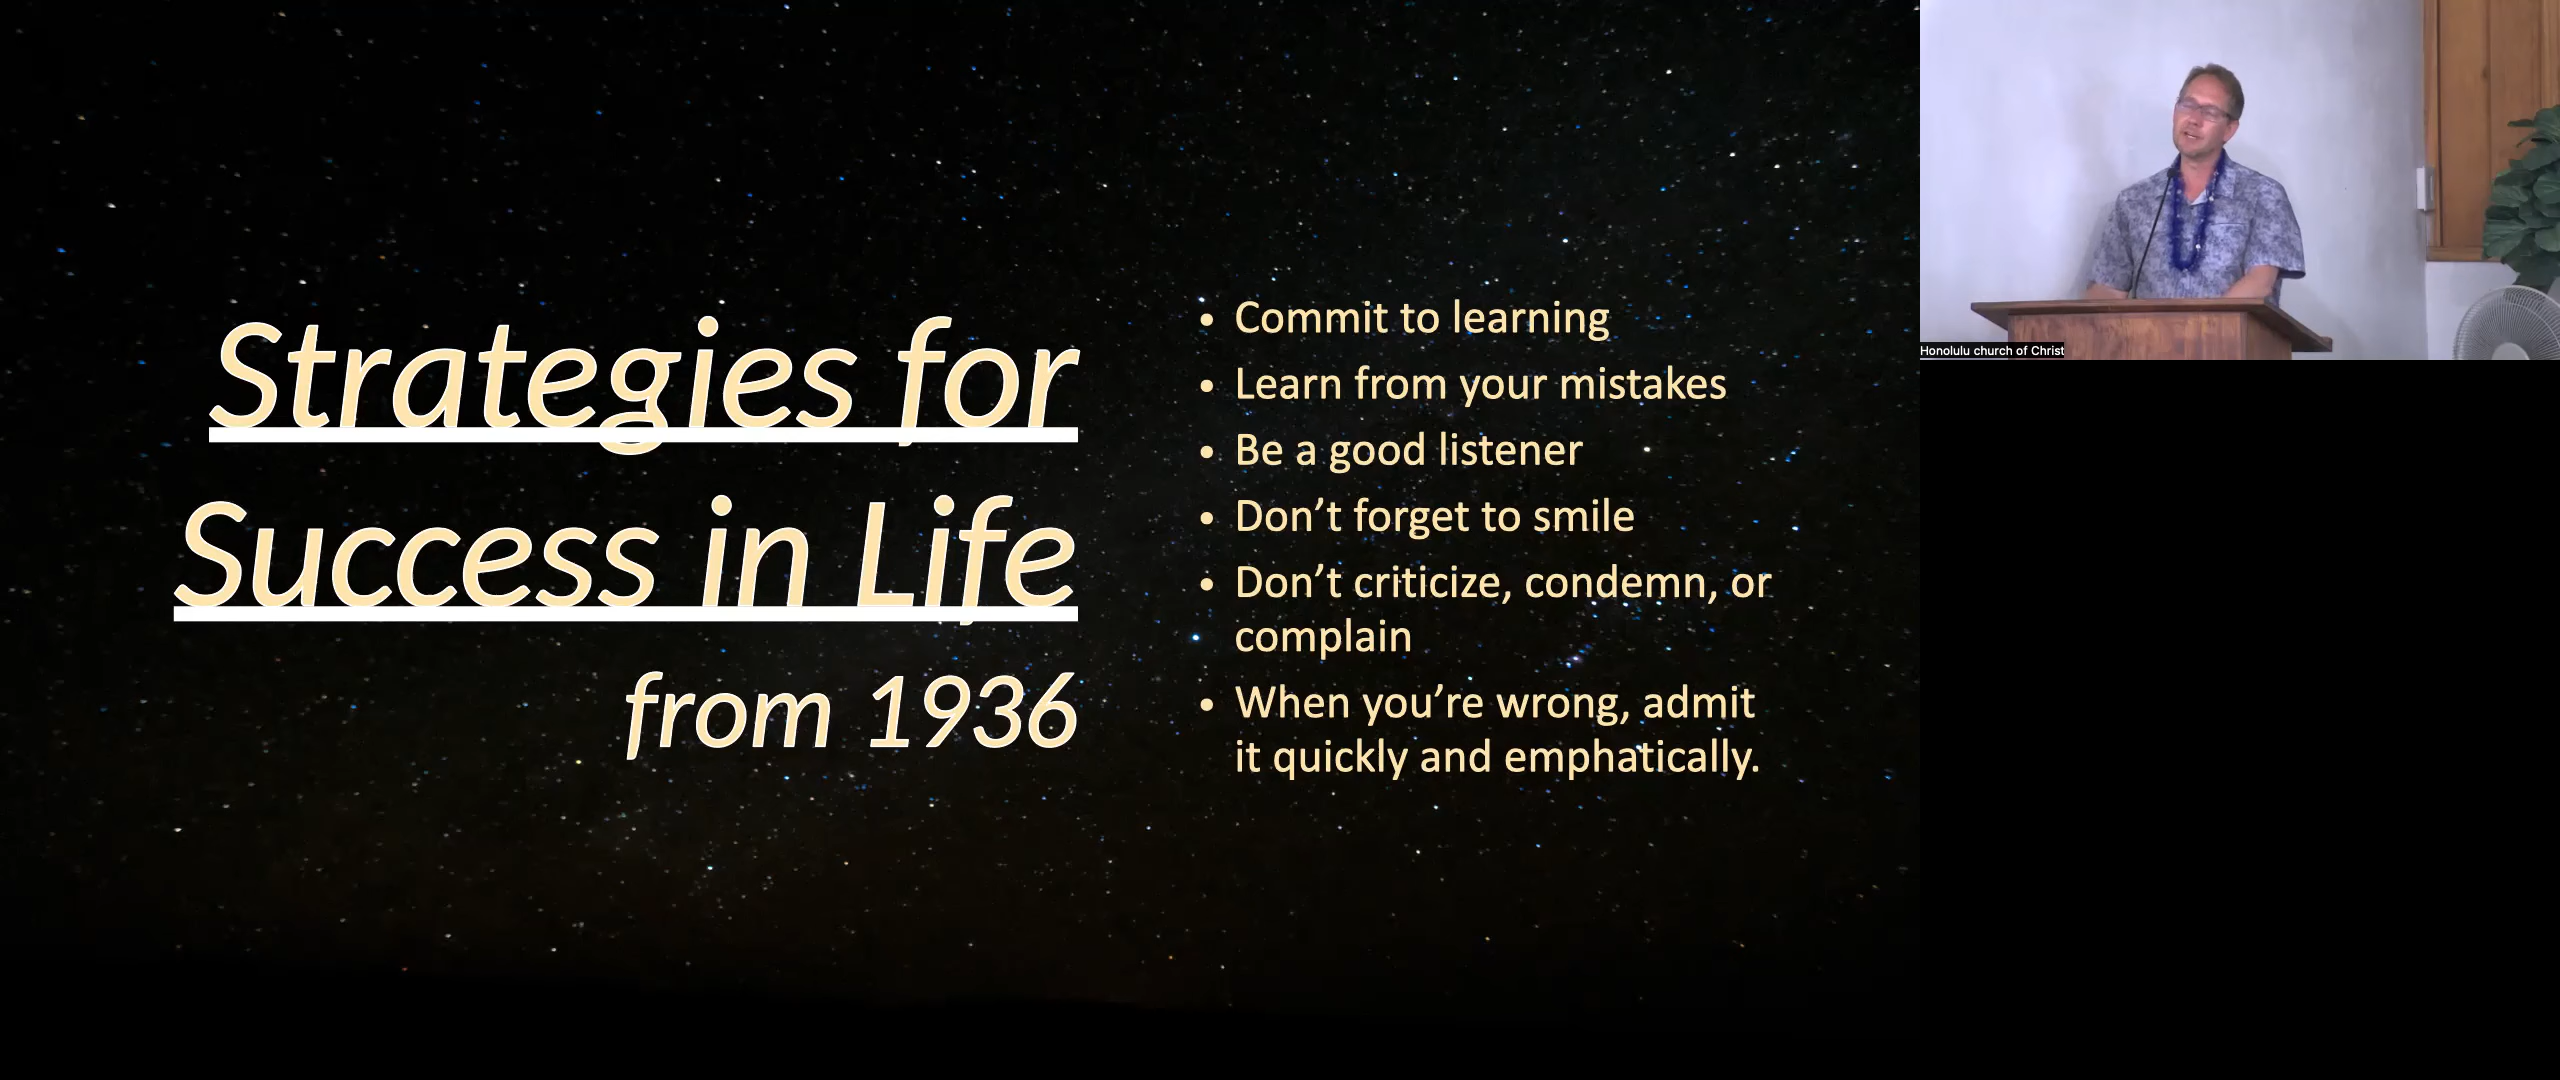 Strategies for
Success in Life
from 1936
• Commit to learning
• Learn from your mistakes
• Be a good listener
• Don’t forget to smile
• Don’t criticize, condemn, or
complain
• When you’re wrong, admit
it quickly and emphatically.
Honolulu church of Christ